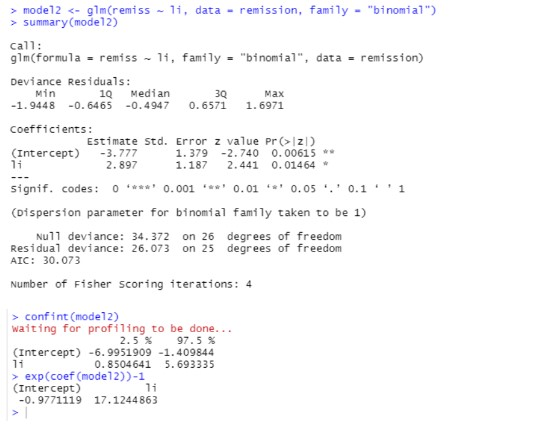 > model2 <- glm(remiss ~ li, data = remission, family = "binomial")
> summary(model2)
Call:
glm(formula = remiss ~ li, family = "binomial", data = remission)
Deviance Residuals:
Min 1Q Median 3Q Max
-1.9448 -0.6465 -0.4947 0.6571 1.6971
Coefficients:
Estimate Std. Error z value Pr(>|z|)
(Intercept) -3.777 1.379 -2.740 0.00615 **
li 2.897 1.187 2.441 0.01464 *
---
Signif. codes: 0 ‘***’ 0.001 ‘**’ 0.01 ‘*’ 0.05 ‘.’ 0.1 ‘ ’ 1
(Dispersion parameter for binomial family taken to be 1)
Null deviance: 34.372 on 26 degrees of freedom
Residual deviance: 26.073 on 25 degrees of freedom
AIC: 30.073
Number of Fisher Scoring iterations: 4
> confint(model2)
Waiting for profiling to be done...
2.5 % 97.5 %
(Intercept) -6.9951909 -1.409844
li 0.8504641 5.693335
> exp(coef(model2))-1
(Intercept) li
-0.9771119 17.1244863
>